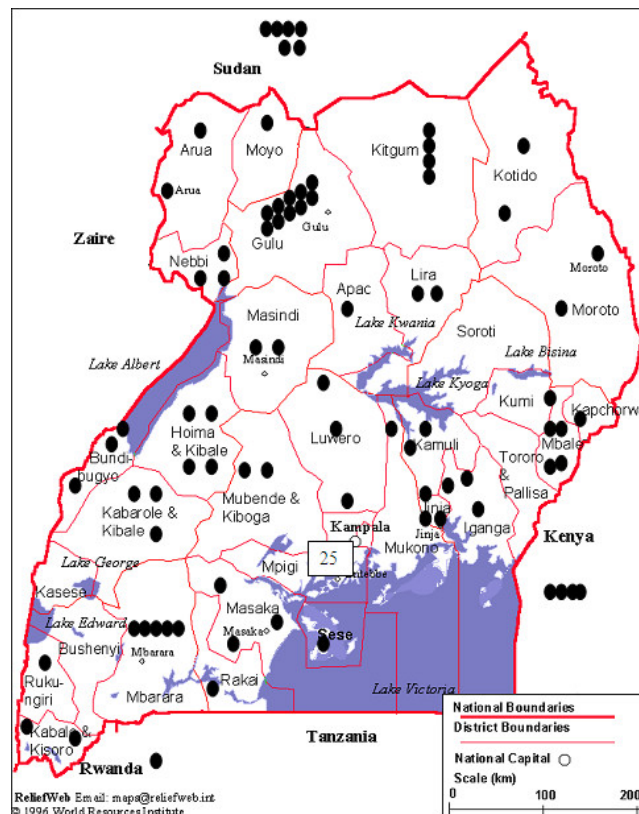 Sudan
Arua
Moyo
Kitgum
Kotido
Arua
Gulu
Gulu
Zaire
Nebbi
Moroto
Lira
Apac
Masindi
Moroto
Lake Kwania
Soroti
Lake Albert
Masindi
Lake Bisina
Lake Kyoga
Kumi
Kapchorwa
Hoima
& Kibale
Luwero
Kamuli
Mbale
Bundi-
bugyo
Tororo
&
Pallisa
Mubende &
Kiboga
Kabarole &
Kibale
Jinja
Iganga
Kampala
Jinja
Mukono
Kenya
25
Mpigi
Entebbe
Lake George
Kasese
Masaka
Lake Edward
Bushenyi
Mbarara
Masaka
Sese
Ruku-
ngiri
Mbarara
Rakai
Lake Victoria
Kabale &
Kisoro
Tanzania
Rwanda
National Boundaries
District Boundaries
National Capital
Scale (km)
0 100 200
ReliefWeb Email: maps@reliefweb.int
© 1996 World Resources Institute